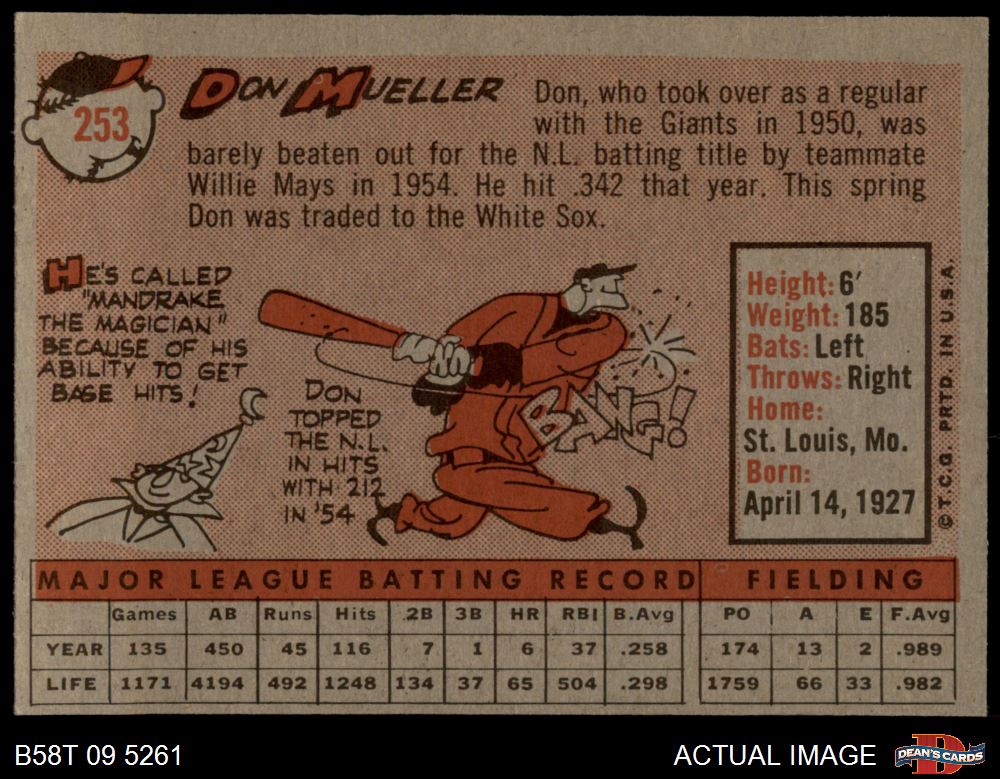 253
DON MUELLER
Don, who took over as a regular
with the Giants in 1950, was
barely beaten out for the N.L. batting title by teammate
Willie Mays in 1954. He hit .342 that year. This spring
Don was traded to the White Sox.
HE'S CALLED
"MANDRAKE
THE MAGICIAN"
BECAUSE OF HIS
ABILITY TO GET
BASE HITS!
DON
TOPPED
THE N.L.
IN HITS
WITH 212
IN '54
BANG!
Height: 6'
Weight: 185
Bats: Left
Throws: Right
Home:
St. Louis, Mo.
Born:
April 14, 1927
© T.C.G. PRTD. IN U.S.A.
MAJOR LEAGUE BATTING RECORD FIELDING
Games AB Runs Hits 2B 3B HR RBI B.Avg PO A E F.Avg
YEAR 135 450 45 116 7 1 6 37 .258 174 13 2 .989
LIFE 1171 4194 492 1248 134 37 65 504 .298 1759 66 33 .982
B58T 09 5261 ACTUAL IMAGE DEAN'S CARDS